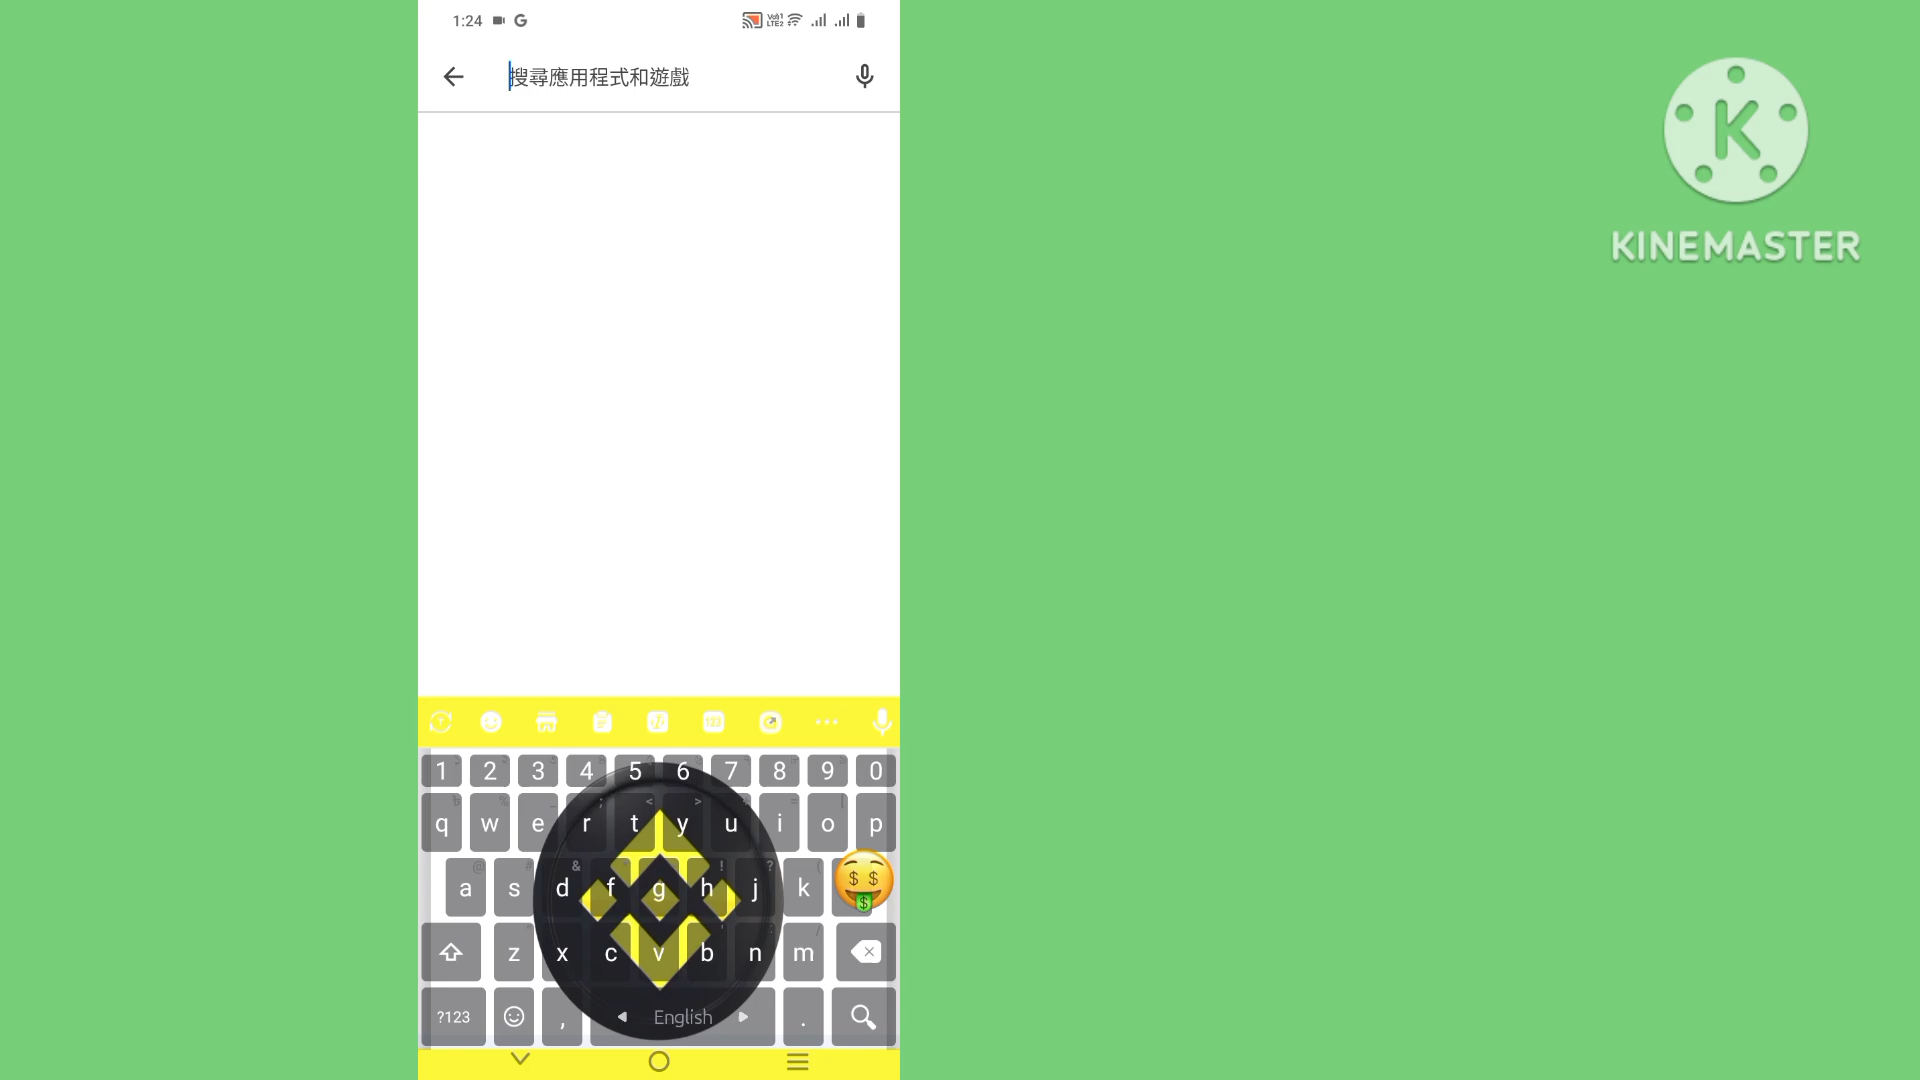 1:24
搜尋應用程式和遊戲
KINEMASTER
1 2 3 4 5 6 7 8 9 0
q w e r t y u i o p
a s d f g h j k
z x c v b n m
?123 , English .